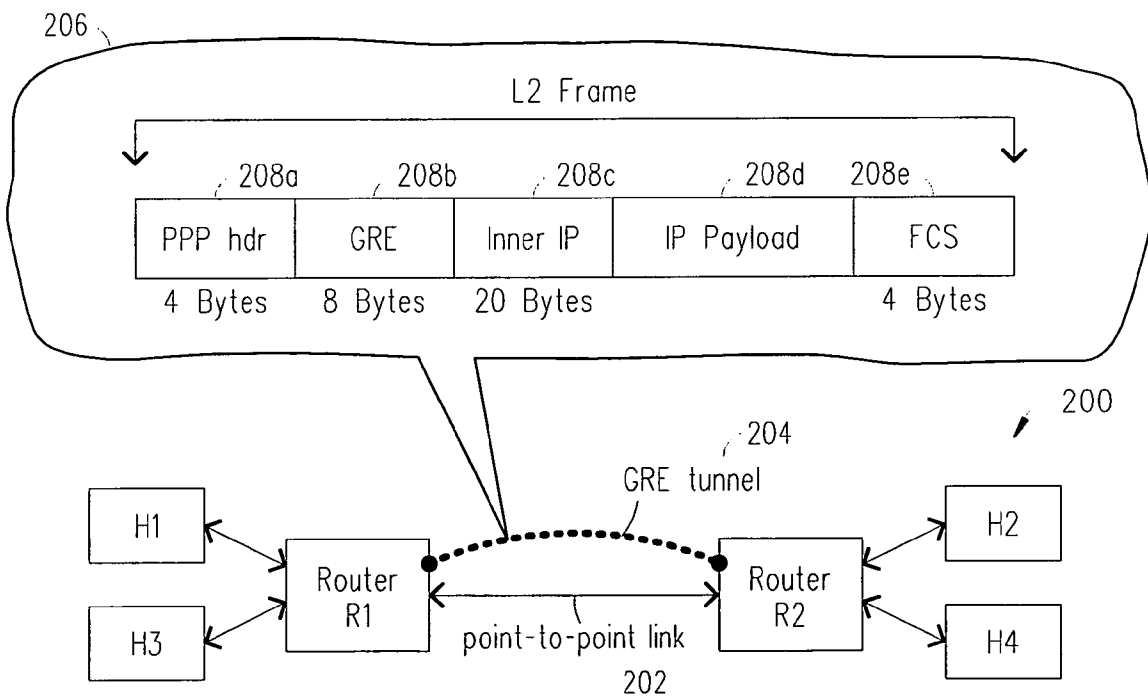 206
L2 Frame
208a 208b 208c 208d 208e
PPP hdr GRE Inner IP IP Payload FCS
4 Bytes 8 Bytes 20 Bytes 4 Bytes
200
204
GRE tunnel
H1 H2
Router R1
Router R2
point-to-point link
202
H3 H4